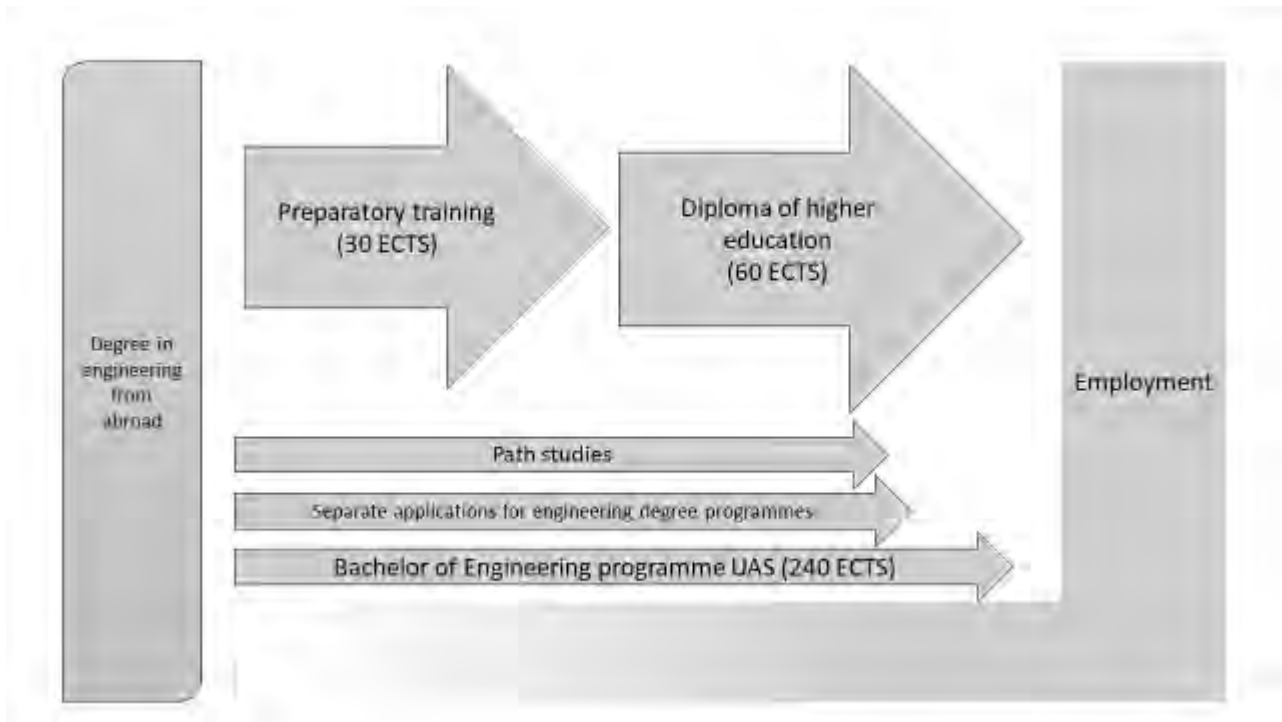 Degree in
engineering
from
abroad
Preparatory training
(30 ECTS)
Diploma of higher
education
(60 ECTS)
Path studies
Separate applications for engineering degree programmes
Bachelor of Engineering programme UAS (240 ECTS)
Employment